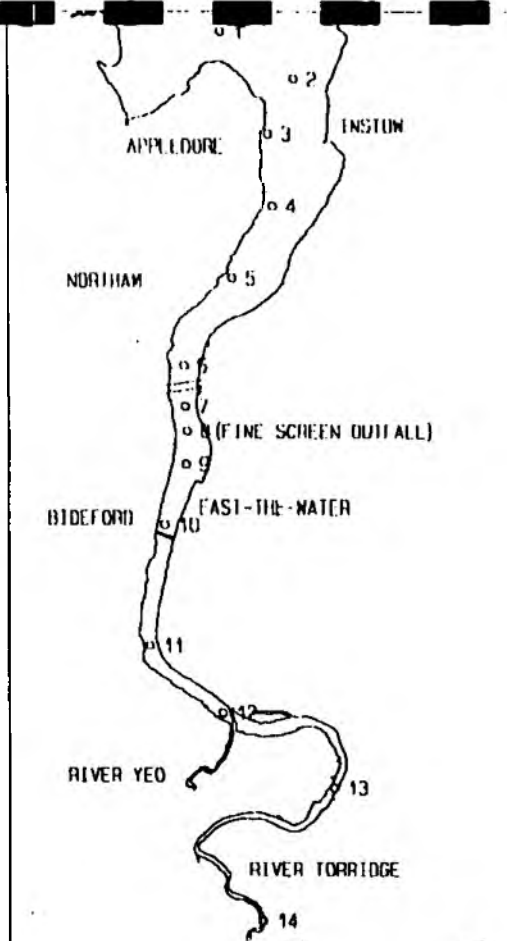 2
INSTOW
3
APPLEDORE
4
NORTHAM
5
6
7
8 (FINE SCREEN OUTFALL)
9
EAST-THE-WATER
BIDEFORD
10
11
12
RIVER YEO
13
RIVER TORRIDGE
14